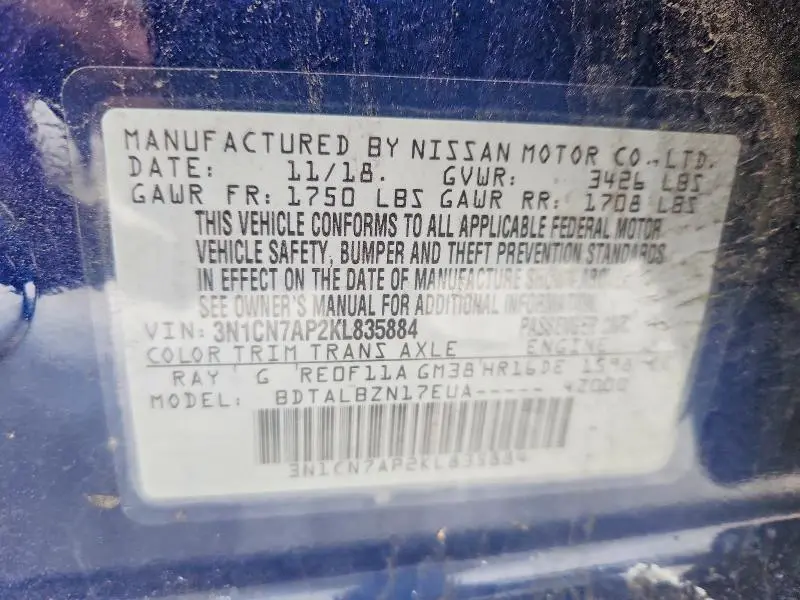 MANUFACTURED BY NISSAN MOTOR CO.,LTD.
DATE: 11/18. GVWR: 3426 LBS
GAWR FR: 1750 LBS GAWR RR: 1708 LBS
THIS VEHICLE CONFORMS TO ALL APPLICABLE FEDERAL MOTOR
VEHICLE SAFETY, BUMPER AND THEFT PREVENTION STANDARDS
IN EFFECT ON THE DATE OF MANUFACTURE SHOWN ABOVE.
SEE OWNER'S MANUAL FOR ADDITIONAL INFORMATION
VIN: 3N1CN7AP2KL835884 PASSENGER CAR
COLOR TRIM TRANS AXLE ENGINE
RAY G RE0F11A GM38 HR16DE 1598
MODEL: BDTALBZN17EUA-----
3N1CN7AP2KL835884